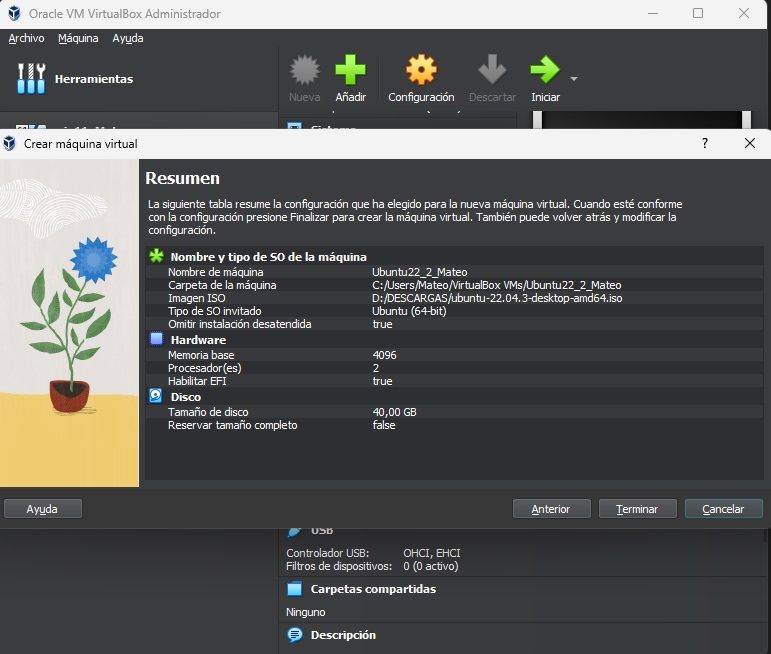 Oracle VM VirtualBox Administrador
Archivo Máquina Ayuda
Herramientas
Nueva Añadir Configuración Descartar Iniciar
Sistema
Crear máquina virtual
?
Resumen
La siguiente tabla resume la configuración que ha elegido para la nueva máquina virtual. Cuando esté conforme
con la configuración presione Finalizar para crear la máquina virtual. También puede volver atrás y modificar la
configuración.
Nombre y tipo de SO de la máquina
Nombre de máquina Ubuntu22_2_Mateo
Carpeta de la máquina C:/Users/Mateo/VirtualBox VMs/Ubuntu22_2_Mateo
Imagen ISO D:/DESCARGAS/ubuntu-22.04.3-desktop-amd64.iso
Tipo de SO invitado Ubuntu (64-bit)
Omitir instalación desatendida true
Hardware
Memoria base 4096
Procesador(es) 2
Habilitar EFI true
Disco
Tamaño de disco 40,00 GB
Reservar tamaño completo false
Ayuda Anterior Terminar Cancelar
USB
Controlador USB: OHCI, EHCI
Filtros de dispositivos: 0 (0 activo)
Carpetas compartidas
Ninguno
Descripción